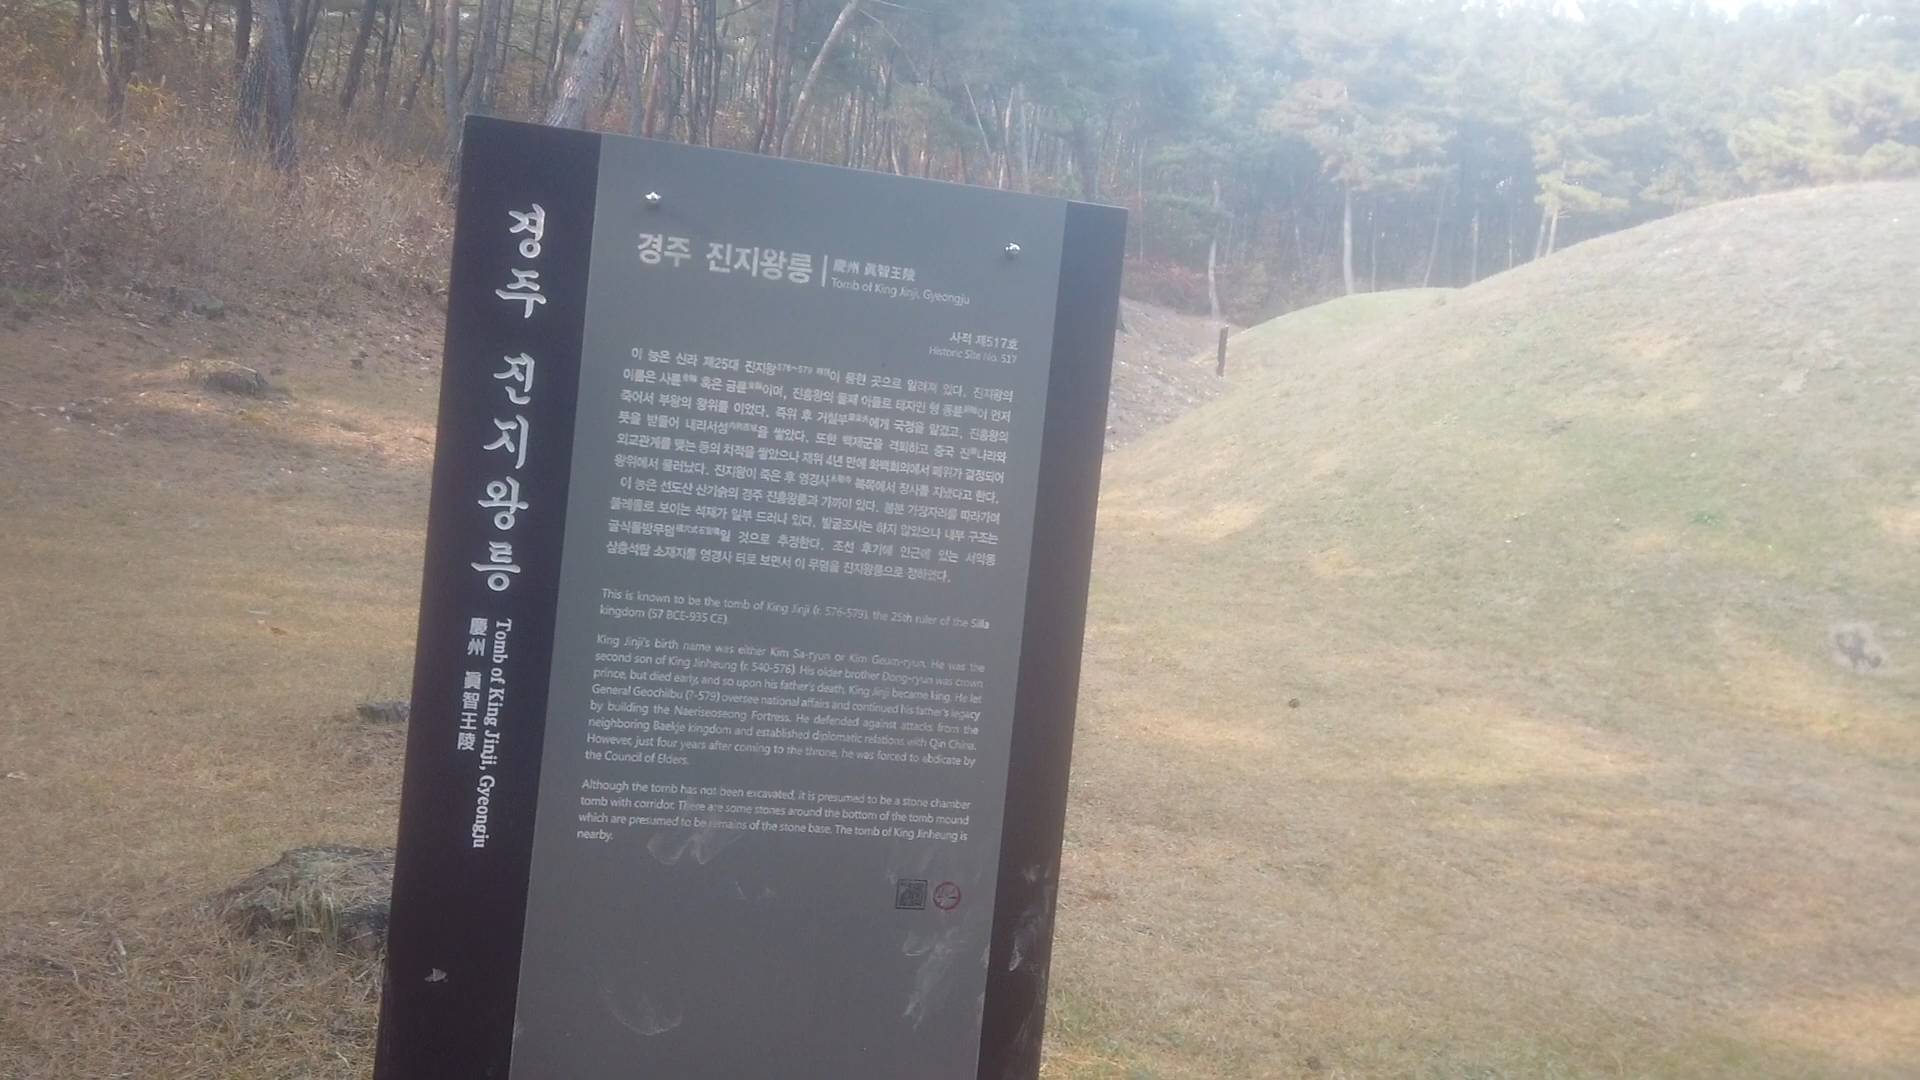 경주 진지왕릉
慶州 眞智王陵
Tomb of King Jinji, Gyeongju
경주 진지왕릉
慶州 眞智王陵
Tomb of King Jinji, Gyeongju
사적 제517호
Historic Site No. 517
이 능은 신라 제25대 진지왕576~579 재위이 묻힌 곳으로 알려져 있다. 진지왕의
이름은 사륜 혹은 금륜이며, 진흥왕의 둘째 아들로 태자인 형 동륜이 먼저
죽어서 부왕의 왕위를 이었다. 즉위 후 거칠부에게 국정을 맡겼고, 진흥왕의
뜻을 받들어 내리서성을 쌓았다. 또한 백제군을 격퇴하고 중국 진나라와
외교관계를 맺는 등의 치적을 쌓았으나 재위 4년 만에 화백회의에서 폐위가 결정되어
왕위에서 물러났다. 진지왕이 죽은 후 영경사 북쪽에서 장사를 지냈다고 한다.
이 능은 선도산 산기슭의 경주 진흥왕릉과 가까이 있다. 봉분 가장자리를 따라가며
둘레돌로 보이는 석재가 일부 드러나 있다. 발굴조사는 하지 않았으나 내부 구조는
굴식돌방무덤일 것으로 추정한다. 조선 후기에 인근에 있는 서악동
삼층석탑 소재지를 영경사 터로 보면서 이 무덤을 진지왕릉으로 정하였다.
This is known to be the tomb of King Jinji (r. 576-579), the 25th ruler of the Silla
kingdom (57 BCE-935 CE).
King Jinji's birth name was either Kim Sa-ryun or Kim Geum-ryun. He was the
second son of King Jinheung (r. 540-576). His older brother Dong-ryun was crown
prince, but died early, and so upon his father's death, King Jinji became king. He let
General Geochilbu (?-579) oversee national affairs and continued his father's legacy
by building the Naeriseoseong Fortress. He defended against attacks from the
neighboring Baekje kingdom and established diplomatic relations with Qin China.
However, just four years after coming to the throne, he was forced to abdicate by
the Council of Elders.
Although the tomb has not been excavated, it is presumed to be a stone chamber
tomb with corridor. There are some stones around the bottom of the tomb mound
which are presumed to be remains of the stone base. The tomb of King Jinheung is
nearby.